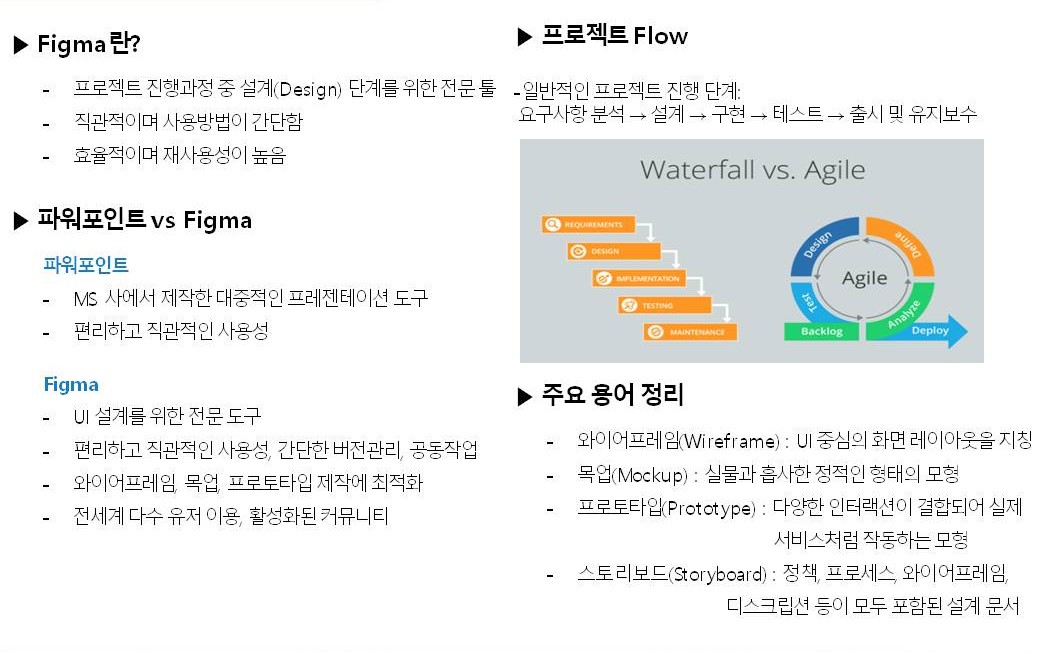 ▶ Figma란?
- 프로젝트 진행과정 중 설계(Design) 단계를 위한 전문 툴
- 직관적이며 사용방법이 간단함
- 효율적이며 재사용성이 높음
▶ 파워포인트 vs Figma
파워포인트
- MS 사에서 제작한 대중적인 프레젠테이션 도구
- 편리하고 직관적인 사용성
Figma
- UI 설계를 위한 전문 도구
- 편리하고 직관적인 사용성, 간단한 버전관리, 공동작업
- 와이어프레임, 목업, 프로토타입 제작에 최적화
- 전세계 다수 유저 이용, 활성화된 커뮤니티
▶ 프로젝트 Flow
-일반적인 프로젝트 진행 단계:
요구사항 분석 → 설계 → 구현 → 테스트 → 출시 및 유지보수
Waterfall vs. Agile
REQUIREMENTS
DESIGN
IMPLEMENTATION
TESTING
MAINTENANCE
Design
Define
Agile
Test
Analyze
Backlog
Deploy
▶ 주요 용어 정리
- 와이어프레임(Wireframe) : UI 중심의 화면 레이아웃을 지칭
- 목업(Mockup) : 실물과 흡사한 정적인 형태의 모형
- 프로토타입(Prototype) : 다양한 인터랙션이 결합되어 실제
서비스처럼 작동하는 모형
- 스토리보드(Storyboard) : 정책, 프로세스, 와이어프레임,
디스크립션 등이 모두 포함된 설계 문서